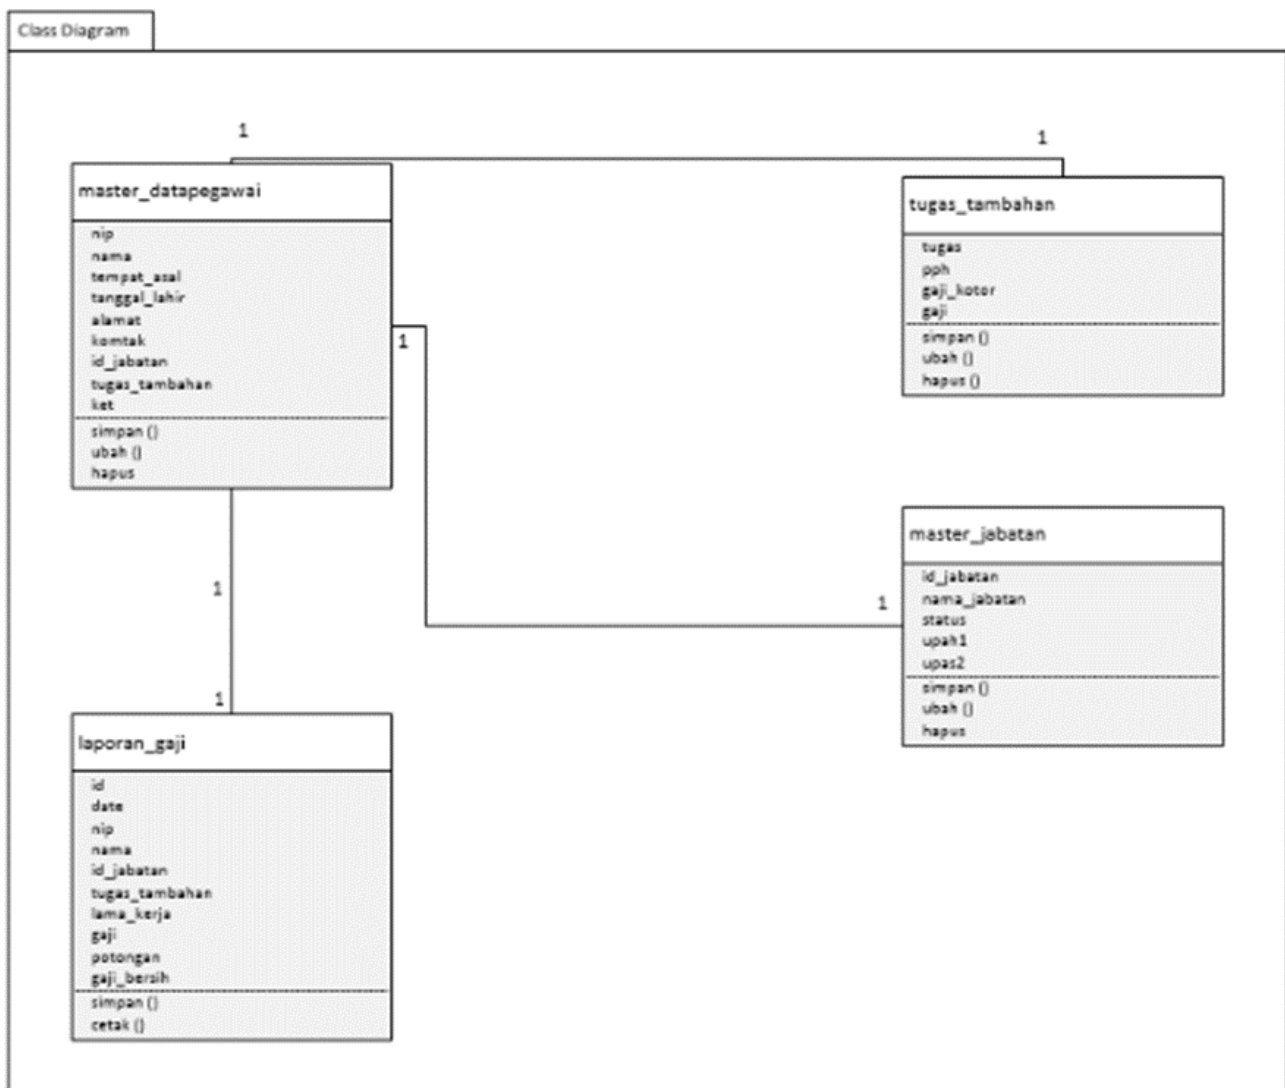 Class Diagram
1
1
master_datapegawai
nip
nama
tempat_asal
tanggal_lahir
alamat
komtak
id_jabatan
tugas_tambahan
ket
simpan ()
ubah ()
hapus
1
tugas_tambahan
tugas
pph
gaji_kotor
gaji
simpan ()
ubah ()
hapus ()
1
master_jabatan
id_jabatan
nama_jabatan
status
upah1
upas2
simpan ()
ubah ()
hapus
1
1
laporan_gaji
id
date
nip
nama
id_jabatan
tugas_tambahan
lama_kerja
gaji
potongan
gaji_bersih
simpan ()
cetak ()